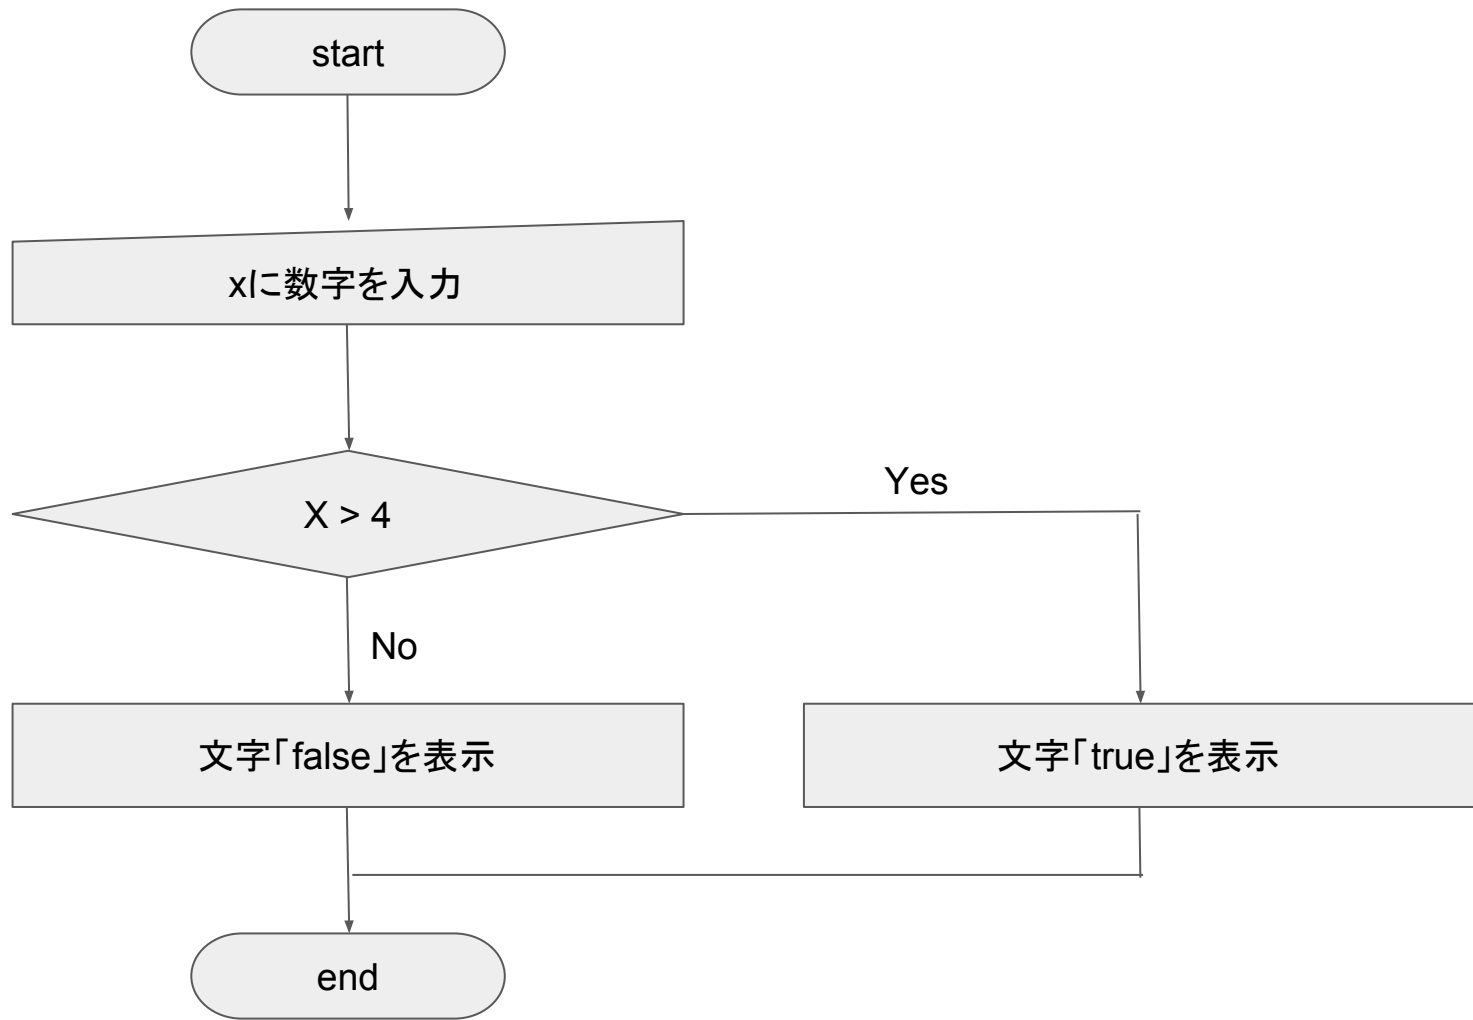 start
xに数字を入力
X > 4
Yes
No
文字「false」を表示
文字「true」を表示
end